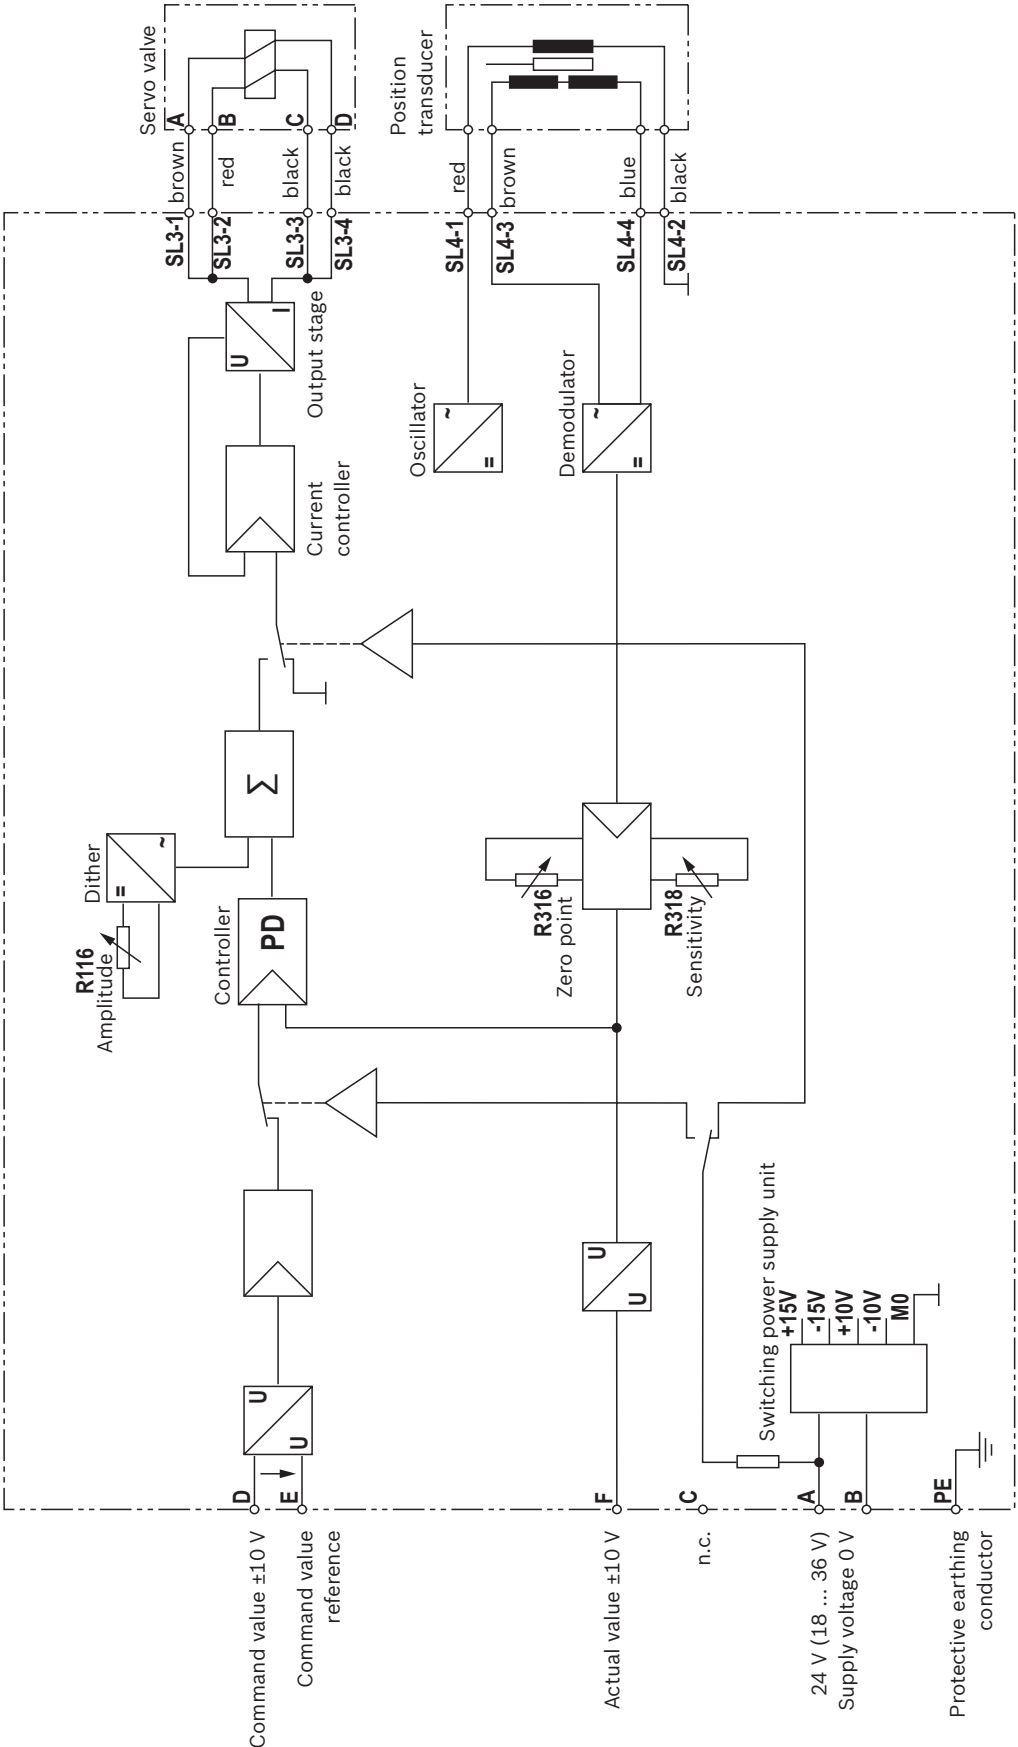 Servo valve
A
B
C
D
brown
red
black
black
SL3-1
SL3-2
SL3-3
SL3-4
Position
transducer
red
brown
blue
black
SL4-1
SL4-3
SL4-4
SL4-2
U
I
Output stage
Current
controller
Oscillator
~
=
Demodulator
~
=
Σ
Dither
=
~
R116
Amplitude
Controller
PD
R316
Zero point
R318
Sensitivity
U
U
U
U
Switching power supply unit
+15V
-15V
+10V
-10V
M0
D
Command value ±10 V
E
Command value
reference
F
Actual value ±10 V
C
n.c.
A
24 V (18 ... 36 V)
B
Supply voltage 0 V
PE
Protective earthing
conductor